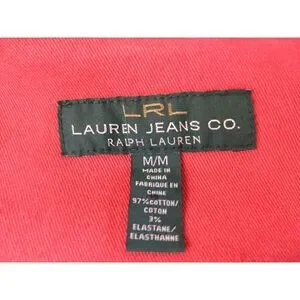 LRL
LAUREN JEANS CO.
RALPH LAUREN
M/M
MADE IN
CHINA
FABRIQUE EN
CHINE
97%COTTON/
COTON
3%
ELASTANE/
ELASTHANNE